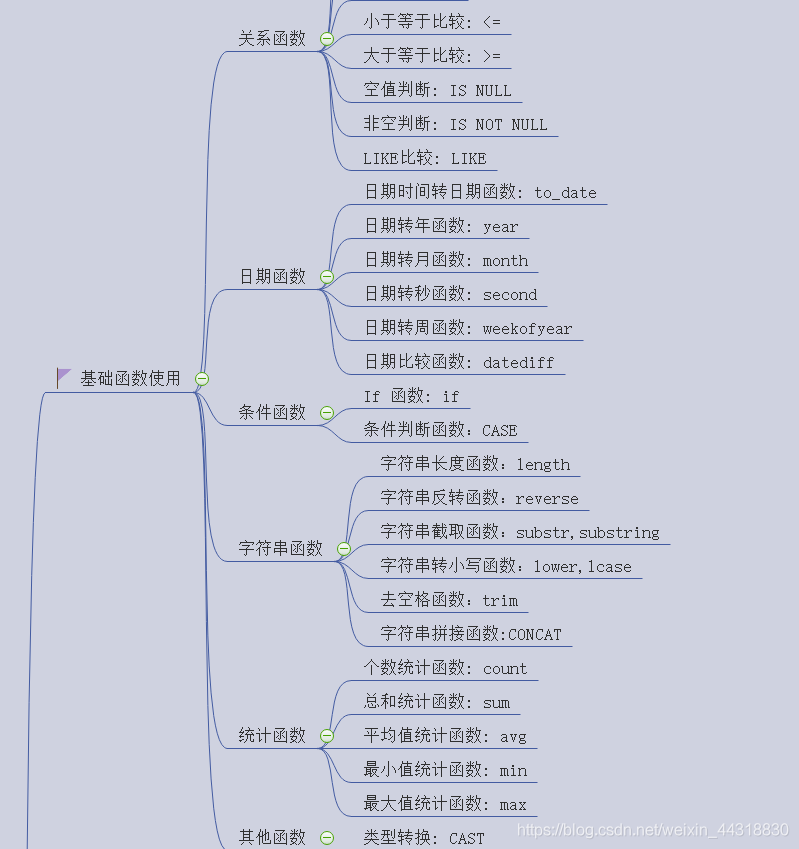 小于等于比较: <=
关系函数
大于等于比较: >=
空值判断: IS NULL
非空判断: IS NOT NULL
LIKE比较: LIKE
日期时间转日期函数: to_date
日期转年函数: year
日期转月函数: month
日期函数
日期转秒函数: second
日期转周函数: weekofyear
日期比较函数: datediff
基础函数使用
If 函数: if
条件函数
条件判断函数: CASE
字符串长度函数: length
字符串反转函数: reverse
字符串截取函数: substr,substring
字符串函数
字符串转小写函数: lower,lcase
去空格函数: trim
字符串拼接函数:CONCAT
个数统计函数: count
总和统计函数: sum
统计函数
平均值统计函数: avg
最小值统计函数: min
最大值统计函数: max
其他函数
类型转换: CAST
https://blog.csdn.net/weixin_44318830